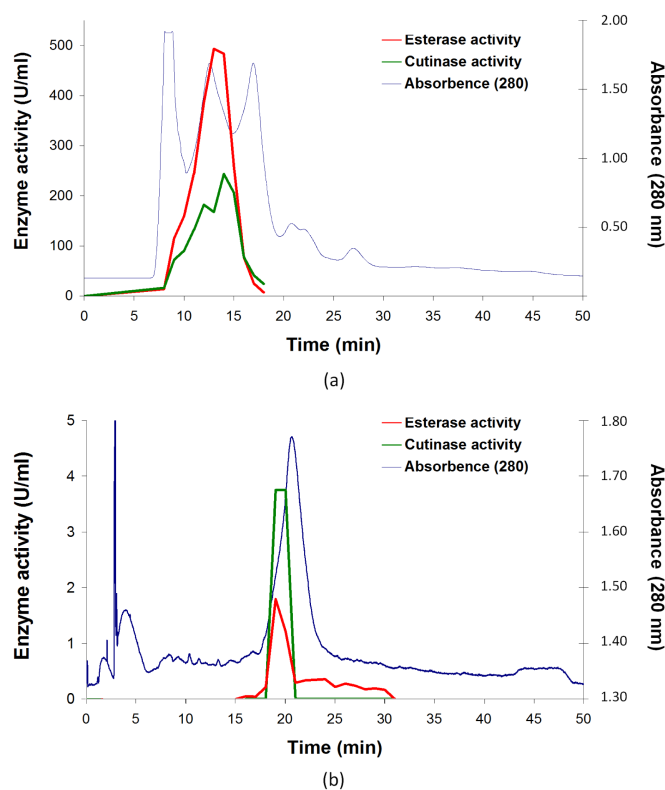 Enzyme activity (U/ml)
500
400
300
200
100
0
Esterase activity
Cutinase activity
Absorbence (280)
2.00
1.50
1.00
0.50
Absorbance (280 nm)
0 5 10 15 20 25 30 35 40 45 50
Time (min)
(a)
Enzyme activity (U/ml)
5
4
3
2
1
0
Esterase activity
Cutinase activity
Absorbence (280)
1.80
1.70
1.60
1.50
1.40
1.30
Absorbance (280 nm)
0 5 10 15 20 25 30 35 40 45 50
Time (min)
(b)